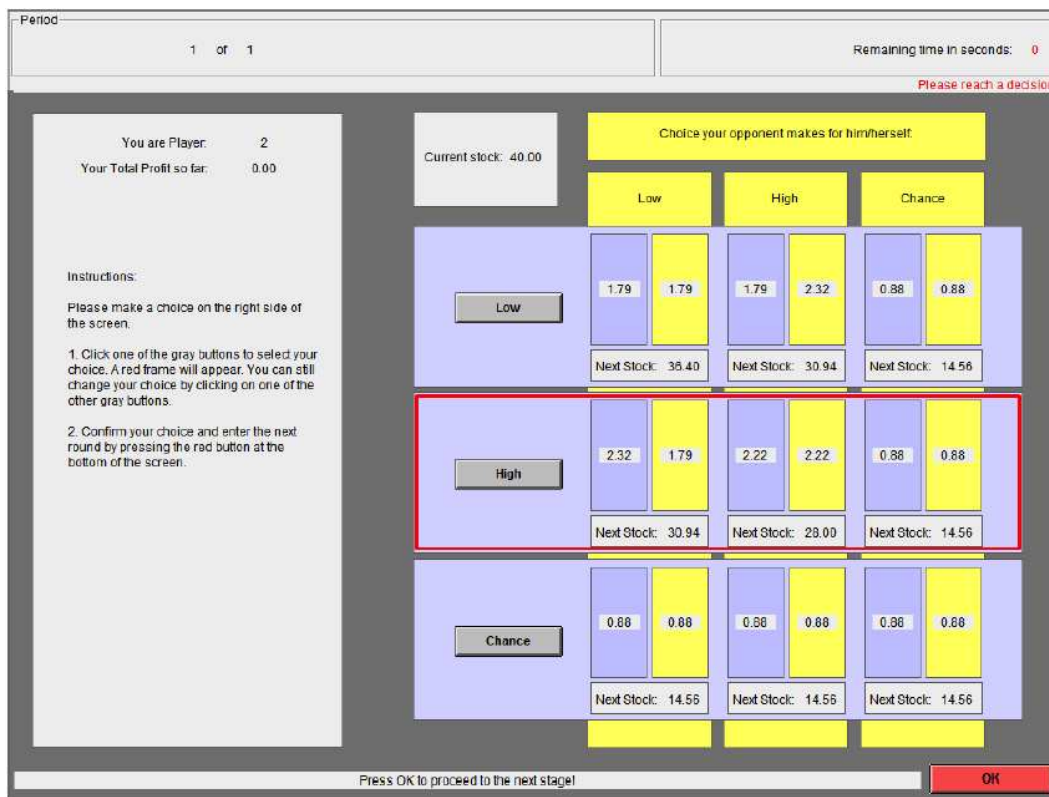 Period
1 of 1
Remaining time in seconds: 0
Please reach a decision
You are Player: 2
Your Total Profit so far: 0.00
Instructions:
Please make a choice on the right side of
the screen.
1. Click one of the gray buttons to select your
choice. A red frame will appear. You can still
change your choice by clicking on one of the
other gray buttons.
2. Confirm your choice and enter the next
round by pressing the red button at the
bottom of the screen.
Current stock: 40.00
Choice your opponent makes for him/herself:
Low High Chance
Low
1.79 1.79 1.79 2.32 0.88 0.88
Next Stock: 36.40 Next Stock: 30.94 Next Stock: 14.56
High
2.32 1.79 2.22 2.22 0.88 0.88
Next Stock: 30.94 Next Stock: 28.00 Next Stock: 14.56
Chance
0.88 0.88 0.88 0.88 0.88 0.88
Next Stock: 14.56 Next Stock: 14.56 Next Stock: 14.56
Press OK to proceed to the next stage!
OK